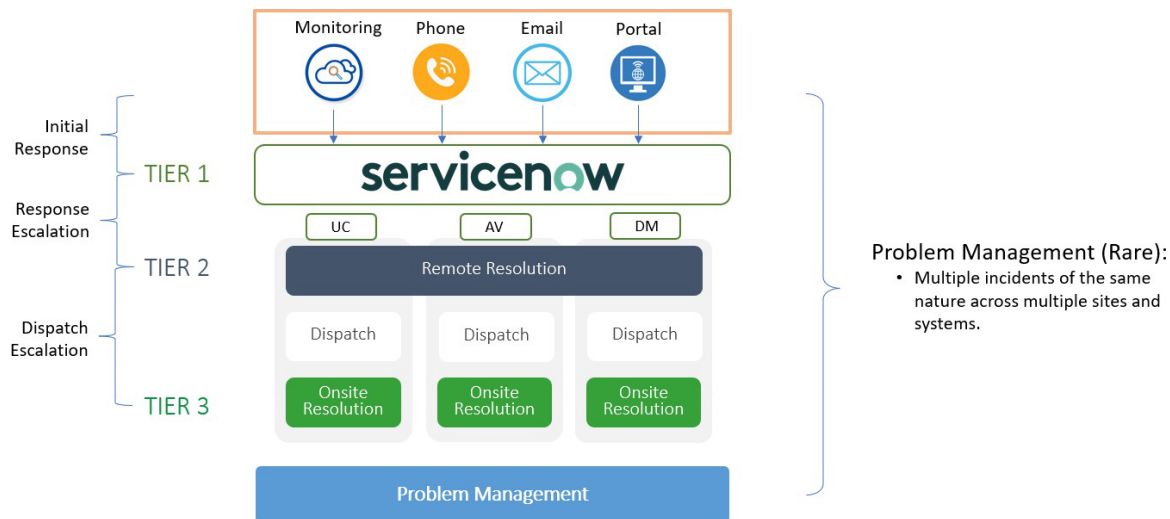 Monitoring
Phone
Email
Portal
Initial
Response
TIER 1
servicenow
Response
Escalation
UC
AV
DM
TIER 2
Remote Resolution
Problem Management (Rare):
• Multiple incidents of the same
nature across multiple sites and
systems.
Dispatch
Escalation
Dispatch
Dispatch
Dispatch
TIER 3
Onsite
Resolution
Onsite
Resolution
Onsite
Resolution
Problem Management